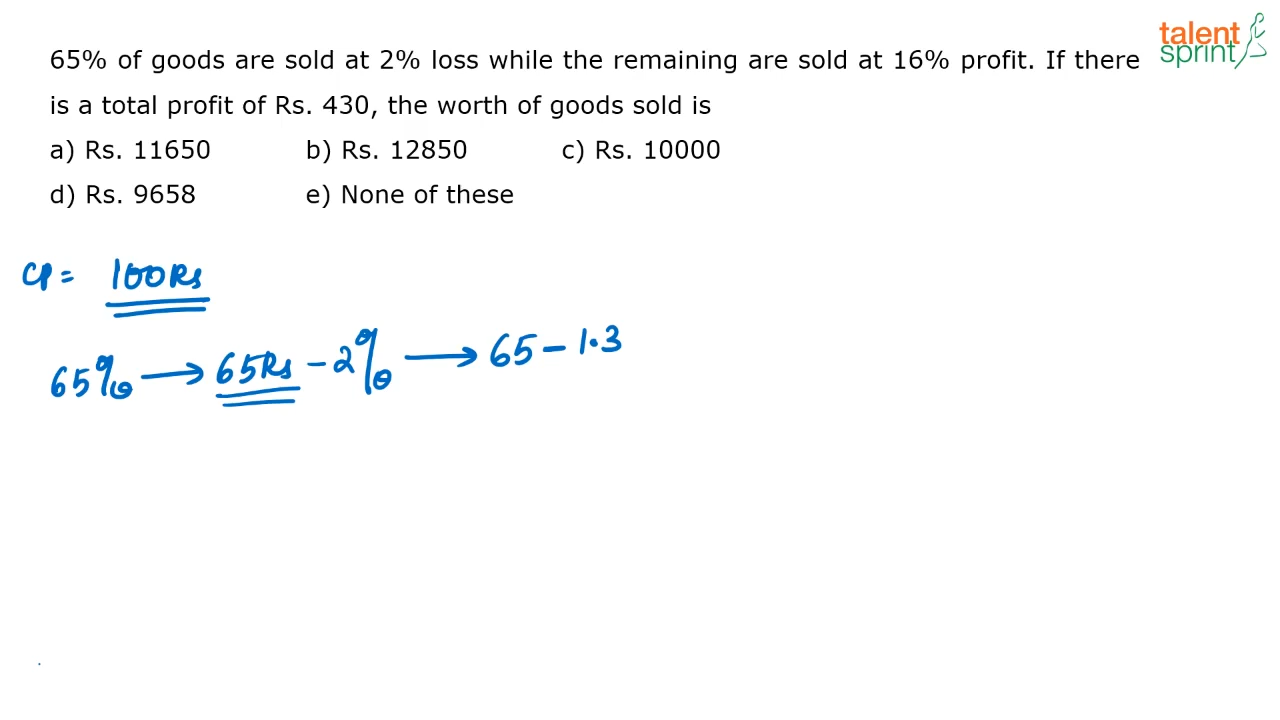 talent
sprint
65% of goods are sold at 2% loss while the remaining are sold at 16% profit. If there
is a total profit of Rs. 430, the worth of goods sold is
a) Rs. 11650 b) Rs. 12850 c) Rs. 10000
d) Rs. 9658 e) None of these
CP = 100Rs
65% → 65Rs - 2% → 65 - 1.3